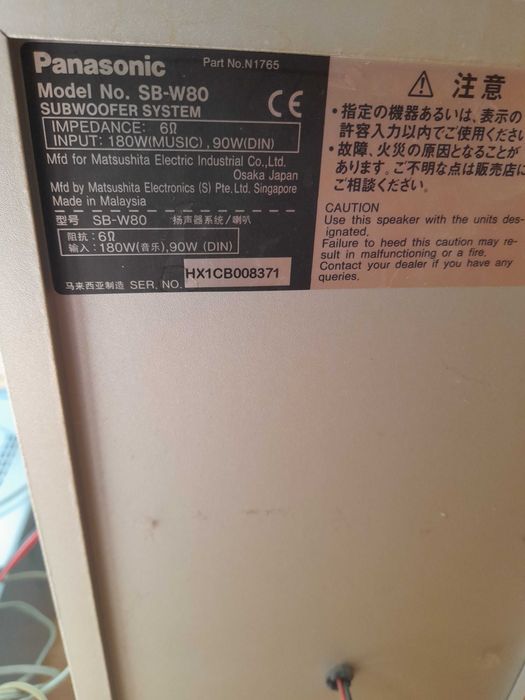 Panasonic
Part No.N1765
Model No. SB-W80
SUBWOOFER SYSTEM
CE
IMPEDANCE: 6Ω
INPUT: 180W(MUSIC), 90W(DIN)
Mfd for Matsushita Electric Industrial Co.,Ltd.
Osaka Japan
Mfd by Matsushita Electronics (S) Pte. Ltd. Singapore
Made in Malaysia
型号 SB-W80 扬声器系统/喇叭
阻抗:6Ω
输入:180W(音乐),90W (DIN)
马来西亚制造 SER. NO. HX1CB008371
⚠ 注意
・指定の機器あるいは、表示の
許容入力以内でご使用くださ
・故障、火災の原因となることが
あります。ご不明な点は販売店に
ご相談ください。
CAUTION
Use this speaker with the units des-
ignated.
Failure to heed this caution may re-
sult in malfunctioning or a fire.
Contact your dealer if you have any
queries.